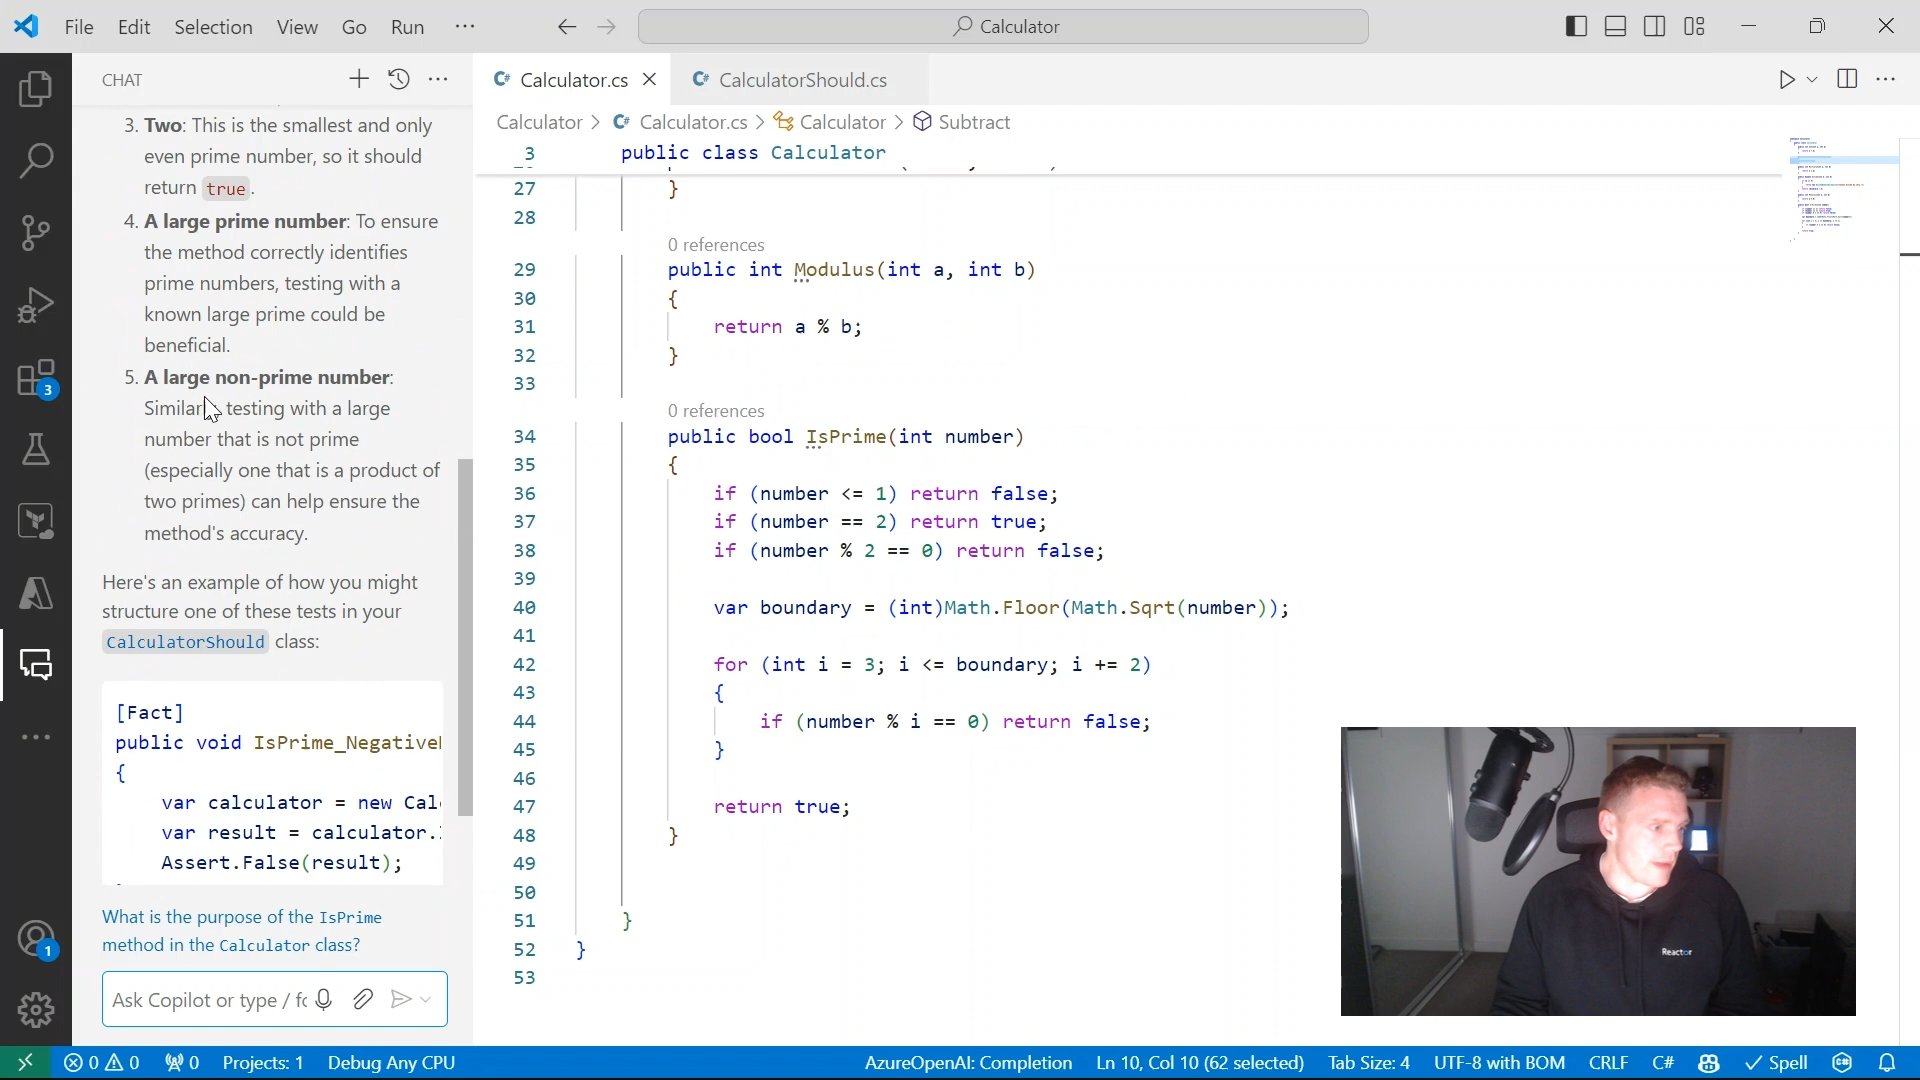 File Edit Selection View Go Run ···
Calculator
CHAT
Calculator.cs
CalculatorShould.cs
Calculator > Calculator.cs > Calculator > Subtract
3 public class Calculator
3. Two: This is the smallest and only
even prime number, so it should
return true.
4. A large prime number: To ensure
the method correctly identifies
prime numbers, testing with a
known large prime could be
beneficial.
5. A large non-prime number:
testing with a large
number that is not prime
(especially one that is a product of
two primes) can help ensure the
method's accuracy.
Here's an example of how you might
structure one of these tests in your
CalculatorShould class:
[Fact]
public void IsPrime_Negative
{
var calculator = new Cal
var result = calculator.
Assert.False(result);
What is the purpose of the IsPrime
method in the Calculator class?
Ask Copilot or type / fo
27 }
28
0 references
29 public int Modulus(int a, int b)
30 {
31 return a % b;
32 }
33
0 references
34 public bool IsPrime(int number)
35 {
36 if (number <= 1) return false;
37 if (number == 2) return true;
38 if (number % 2 == 0) return false;
39
40 var boundary = (int)Math.Floor(Math.Sqrt(number));
41
42 for (int i = 3; i <= boundary; i += 2)
43 {
44 if (number % i == 0) return false;
45 }
46
47 return true;
48 }
49
50
51 }
52 }
53
3
1
Reactor
0 0 0 Projects: 1 Debug Any CPU AzureOpenAI: Completion Ln 10, Col 10 (62 selected) Tab Size: 4 UTF-8 with BOM CRLF C# Spell